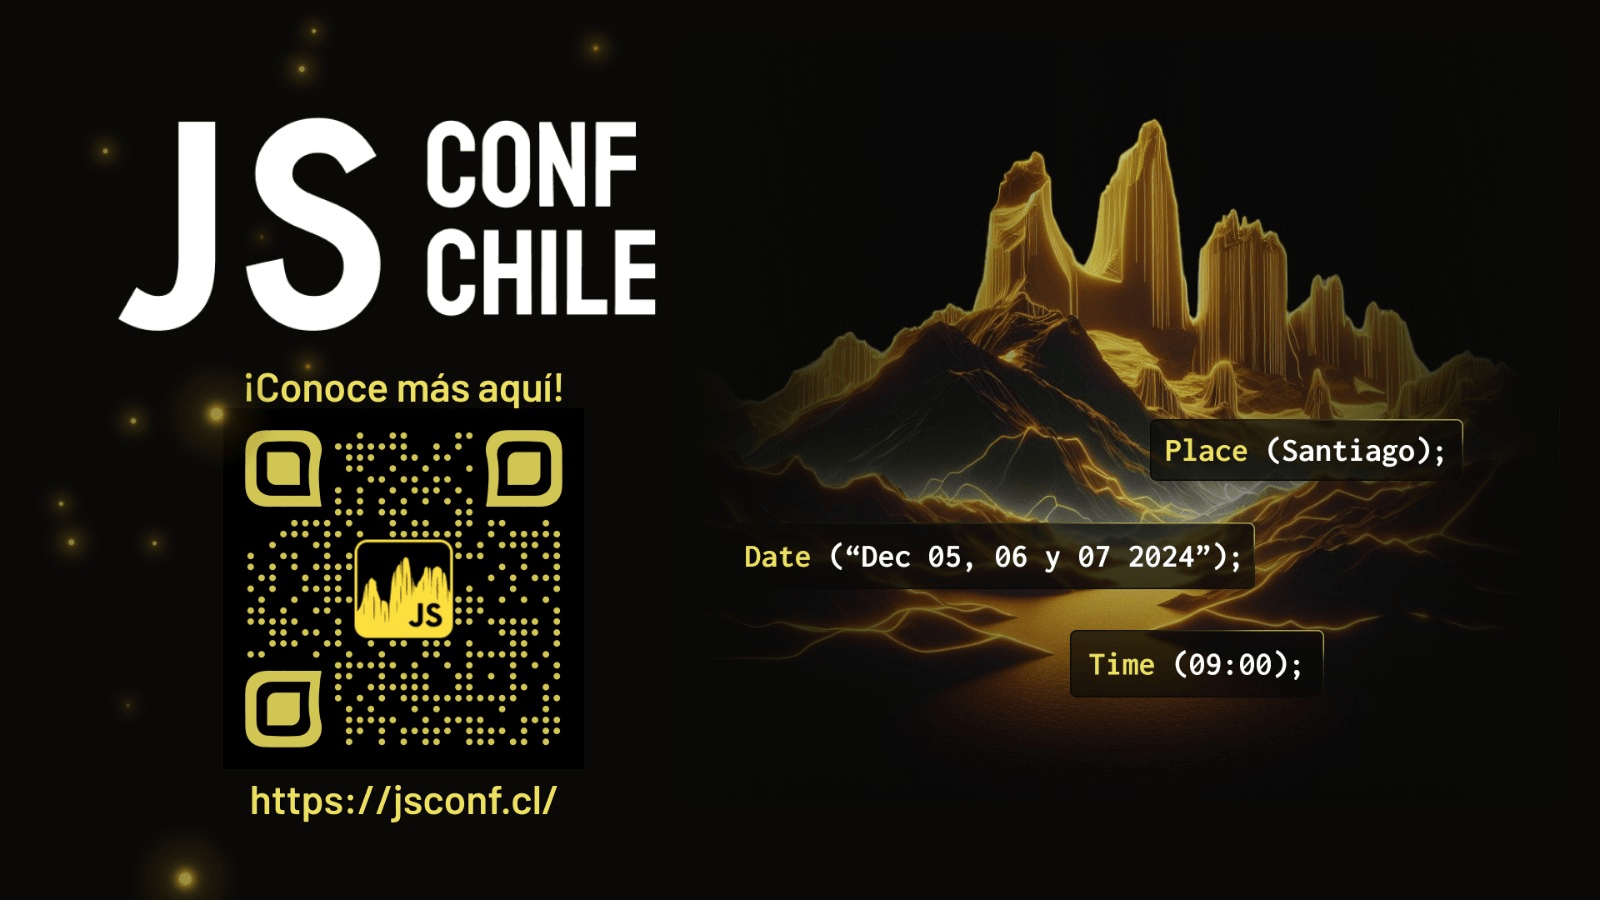 JS CONF
CHILE
¡Conoce más aquí!
JS
https://jsconf.cl/
Place (Santiago);
Date (“Dec 05, 06 y 07 2024”);
Time (09:00);